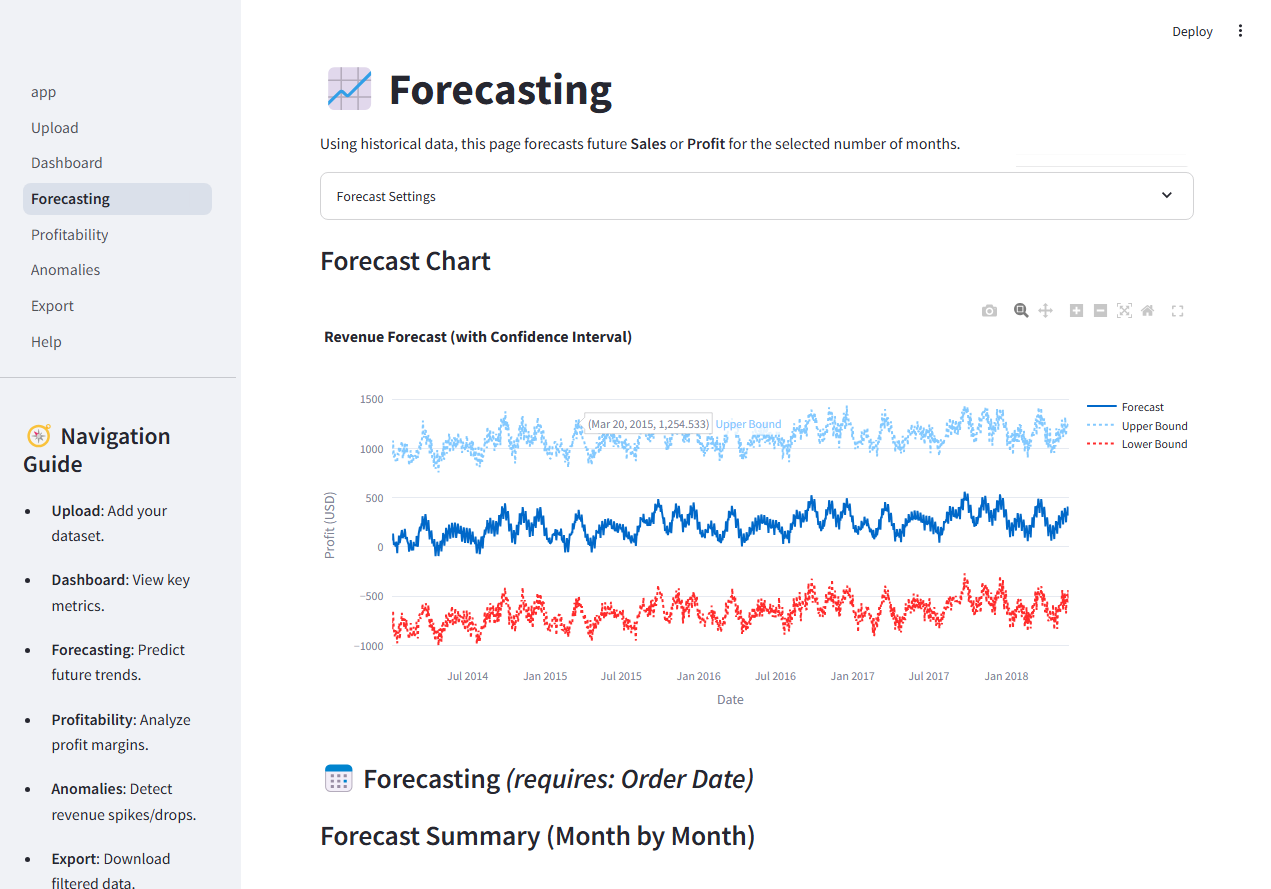 Deploy
app
Upload
Dashboard
Forecasting
Profitability
Anomalies
Export
Help
Navigation
Guide
• Upload: Add your
dataset.
• Dashboard: View key
metrics.
• Forecasting: Predict
future trends.
• Profitability: Analyze
profit margins.
• Anomalies: Detect
revenue spikes/drops.
• Export: Download
filtered data.
Forecasting
Using historical data, this page forecasts future Sales or Profit for the selected number of months.
Forecast Settings
Forecast Chart
Revenue Forecast (with Confidence Interval)
1500
1000
500
0
−500
−1000
Profit (USD)
(Mar 20, 2015, 1,254.533) Upper Bound
Forecast
Upper Bound
Lower Bound
Jul 2014 Jan 2015 Jul 2015 Jan 2016 Jul 2016 Jan 2017 Jul 2017 Jan 2018
Date
Forecasting (requires: Order Date)
Forecast Summary (Month by Month)